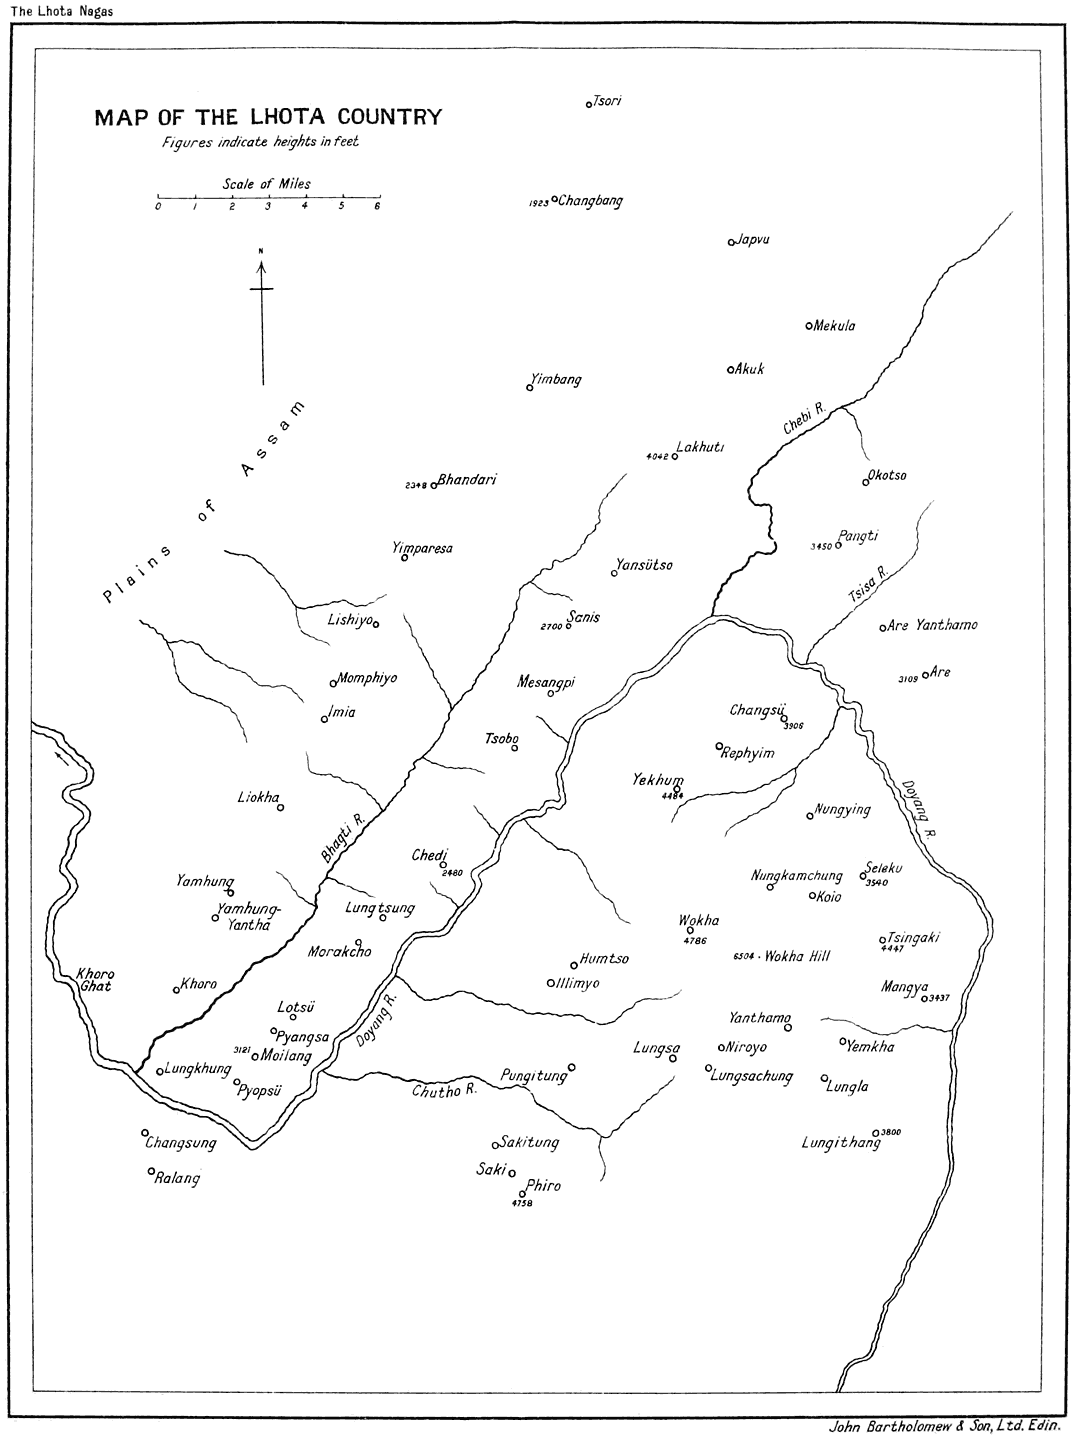 The Lhota Nagas
MAP OF THE LHOTA COUNTRY
Figures indicate heights in feet
Scale of Miles
0 1 2 3 4 5 6
N
Tsori
1923 Changbang
Japvu
Mekula
Akuk
Yimbang
Chebi R.
Plains of Assam
4042 Lakhuti
2348 Bhandari
Okotso
Yimparesa
3450 Pangti
Yansütso
Tsisa R.
Lishiyo
2700 Sanis
Are Yanthamo
Momphiyo
Mesangpi
3109 Are
Imia
Changsü
3906
Tsobo
Rephyim
Yekhum
4484
Liokha
Nungying
Doyang R.
Bhagti R.
Chedi
2480
Yamhung
Nungkamchung
Seleku
3540
Koio
Yamhung-
Yantha
Lungtsung
Wokha
4786
Morakcho
Tsingaki
4447
6504 · Wokha Hill
Humtso
Khoro
Ghat
Khoro
Illimyo
Mangya
3437
Lotsü
Doyang R.
Yanthamo
Pyangsa
3121 Moilang
Lungsa
Niroyo
Yemkha
Lungkhung
Pungitung
Lungsachung
Pyopsü
Chutho R.
Lungla
Changsung
Sakitung
Lungithang
3800
Ralang
Saki
Phiro
4758
John Bartholomew & Son, Ltd. Edin.